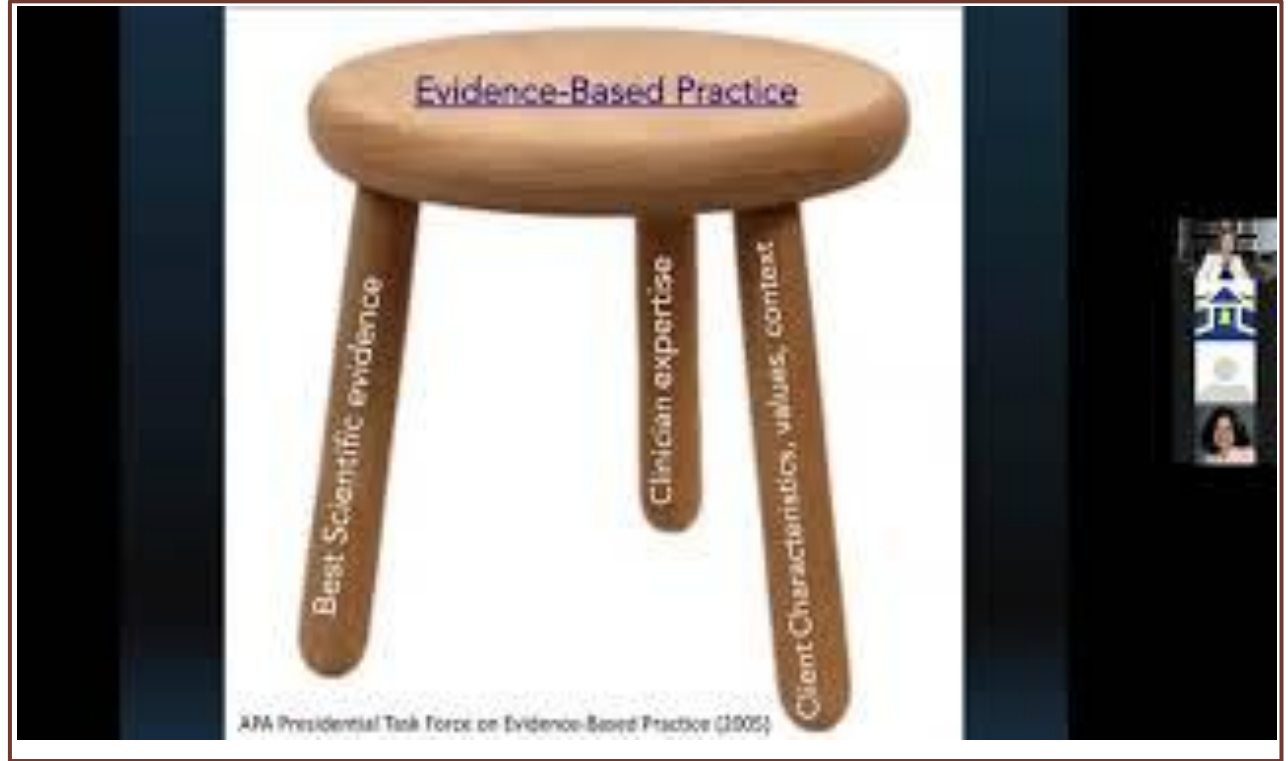 Evidence-Based Practice
Best Scientific evidence
Clinician expertise
Client Characteristics, values, context
APA Presidential Task Force on Evidence-Based Practice (2005)